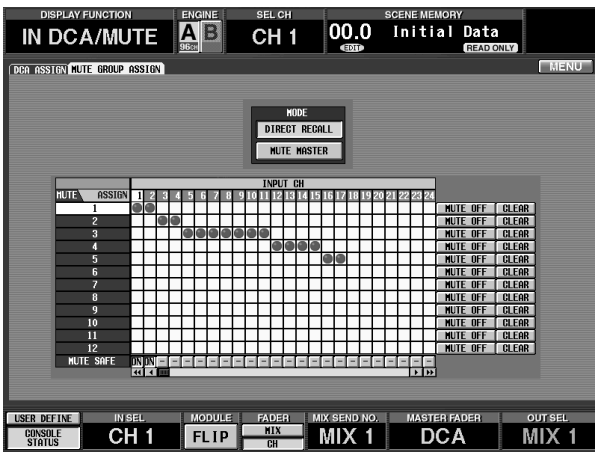 DISPLAY FUNCTION ENGINE SEL CH SCENE MEMORY
IN DCA/MUTE A B CH 1 00.0 Initial Data
96CH EDIT READ ONLY
DCA ASSIGN MUTE GROUP ASSIGN MENU
MODE
DIRECT RECALL
MUTE MASTER
INPUT CH
MUTE ASSIGN 1 2 3 4 5 6 7 8 9 10 11 12 13 14 15 16 17 18 19 20 21 22 23 24
1 MUTE OFF CLEAR
2 MUTE OFF CLEAR
3 MUTE OFF CLEAR
4 MUTE OFF CLEAR
5 MUTE OFF CLEAR
6 MUTE OFF CLEAR
7 MUTE OFF CLEAR
8 MUTE OFF CLEAR
9 MUTE OFF CLEAR
10 MUTE OFF CLEAR
11 MUTE OFF CLEAR
12 MUTE OFF CLEAR
MUTE SAFE ON ON - - - - - - - - - - - - - - - - - - - - - -
USER DEFINE IN SEL MODULE FADER MIX SEND NO. MASTER FADER OUT SEL
CONSOLE STATUS CH 1 FLIP MIX CH MIX 1 DCA MIX 1